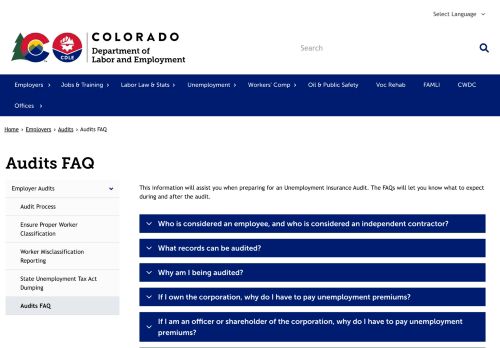 Select Language
COLORADO
Department of
Labor and Employment
CDLE
Search
Employers
Jobs & Training
Labor Law & Stats
Unemployment
Workers' Comp
Oil & Public Safety
Voc Rehab
FAMLI
CWDC
Offices
Home › Employers › Audits › Audits FAQ
Audits FAQ
Employer Audits
Audit Process
Ensure Proper Worker
Classification
Worker Misclassification
Reporting
State Unemployment Tax Act
Dumping
Audits FAQ
This information will assist you when preparing for an Unemployment Insurance Audit. The FAQs will let you know what to expect
during and after the audit.
Who is considered an employee, and who is considered an independent contractor?
What records can be audited?
Why am I being audited?
If I own the corporation, why do I have to pay unemployment premiums?
If I am an officer or shareholder of the corporation, why do I have to pay unemployment
premiums?